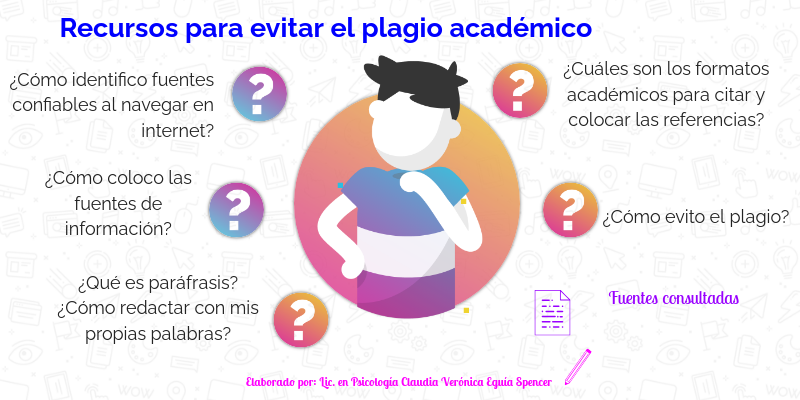 Recursos para evitar el plagio académico
¿Cómo identifico fuentes
confiables al navegar en
internet?
¿Cuáles son los formatos
académicos para citar y
colocar las referencias?
¿Cómo coloco las
fuentes de
información?
¿Cómo evito el plagio?
¿Qué es paráfrasis?
¿Cómo redactar con mis
propias palabras?
Fuentes consultadas
Elaborado por: Lic. en Psicología Claudia Verónica Eguía Spencer